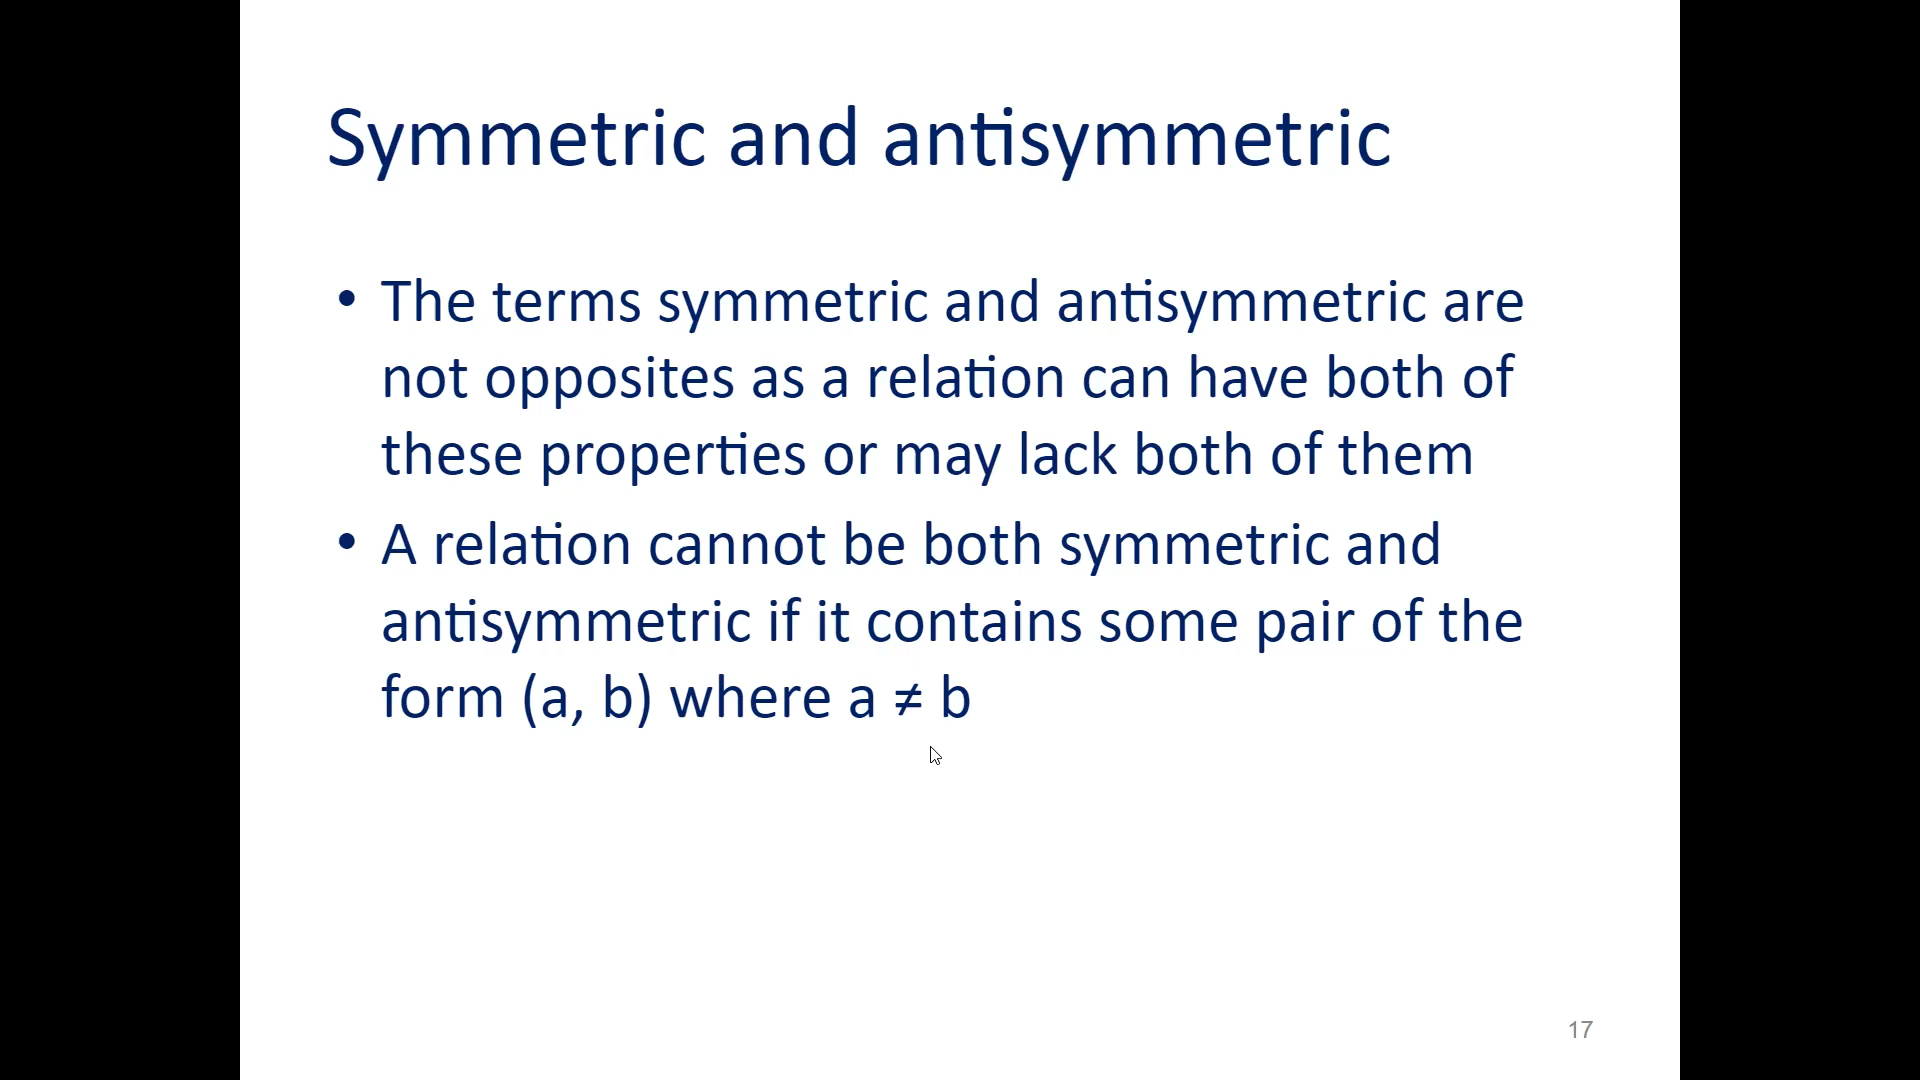 Symmetric and antisymmetric
• The terms symmetric and antisymmetric are
not opposites as a relation can have both of
these properties or may lack both of them
• A relation cannot be both symmetric and
antisymmetric if it contains some pair of the
form (a, b) where a ≠ b
17